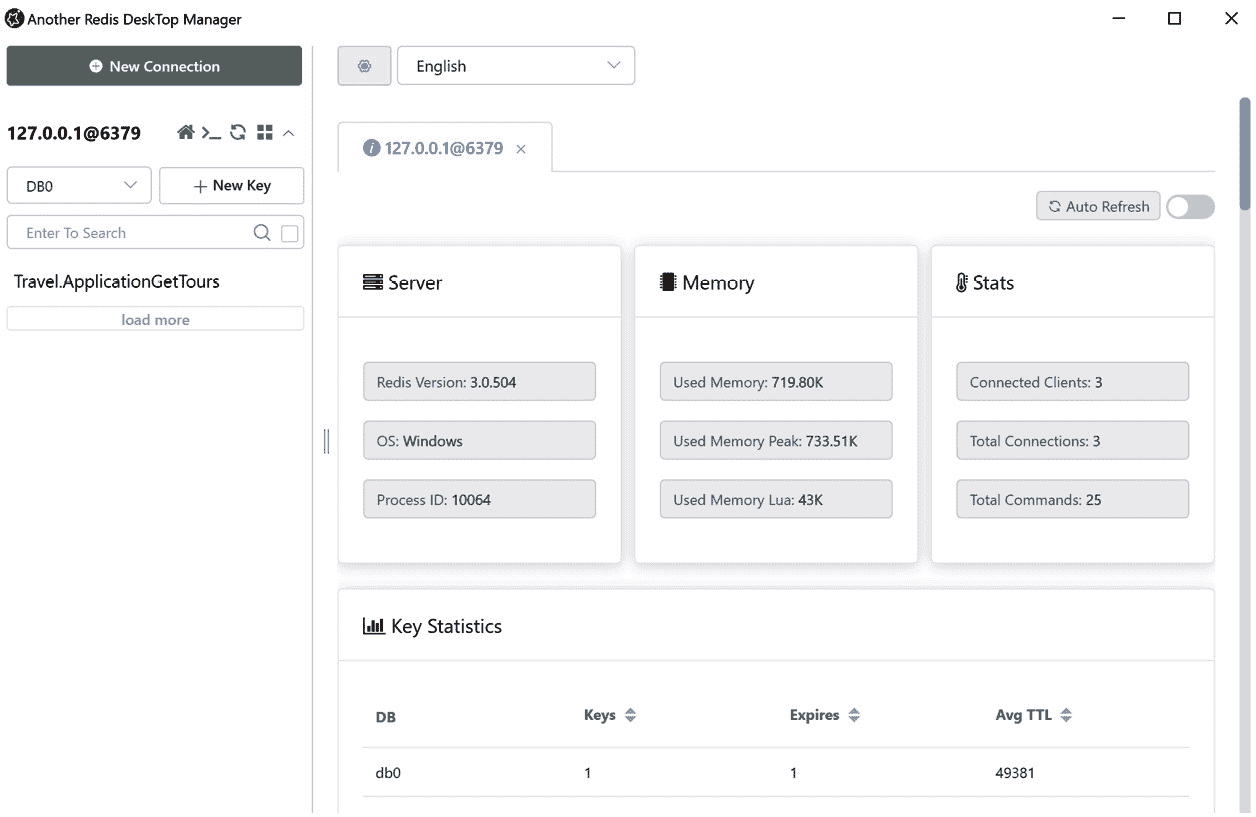 Another Redis DeskTop Manager
New Connection
English
127.0.0.1@6379
127.0.0.1@6379
DB0
New Key
Auto Refresh
Enter To Search
Travel.ApplicationGetTours
load more
Server
Redis Version: 3.0.504
OS: Windows
Process ID: 10064
Memory
Used Memory: 719.80K
Used Memory Peak: 733.51K
Used Memory Lua: 43K
Stats
Connected Clients: 3
Total Connections: 3
Total Commands: 25
Key Statistics
DB Keys Expires Avg TTL
db0 1 1 49381